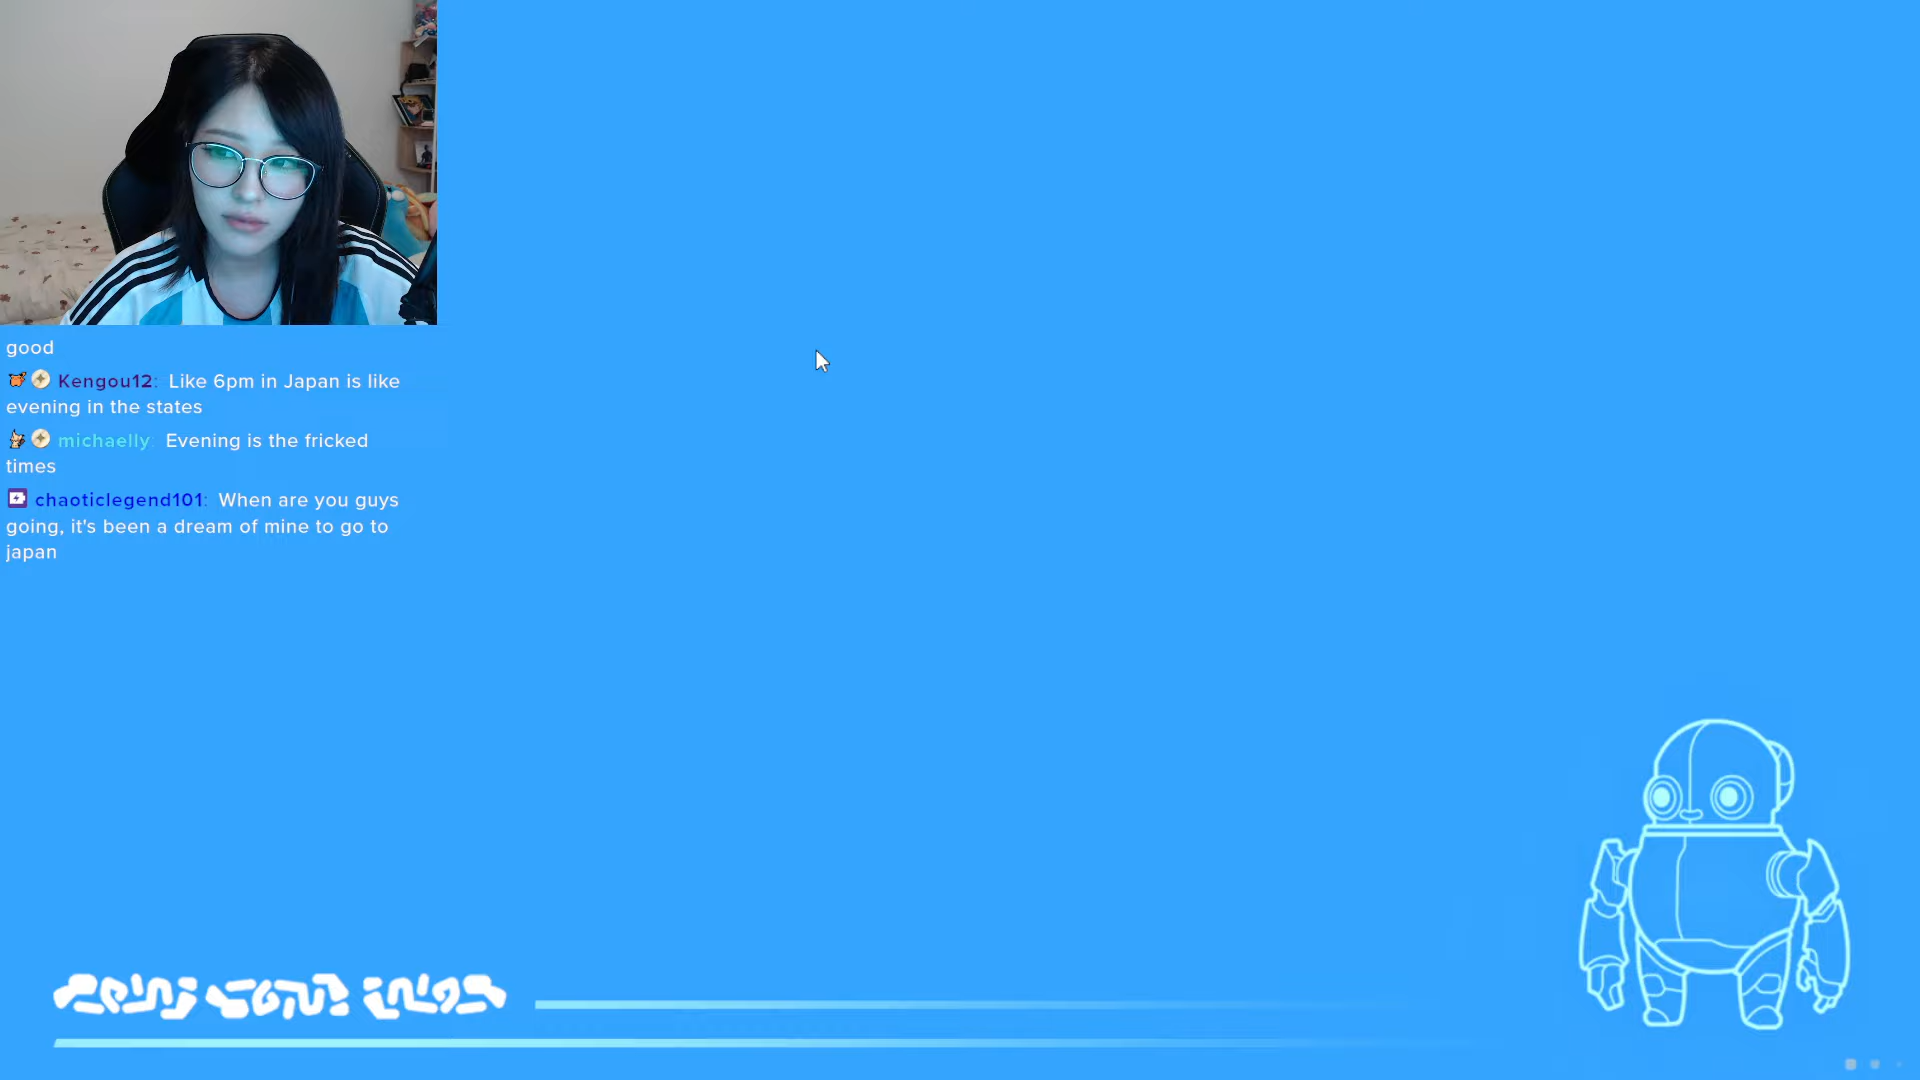 good
Kengou12: Like 6pm in Japan is like
evening in the states
michaelly: Evening is the fricked
times
chaoticlegend101: When are you guys
going, it's been a dream of mine to go to
japan